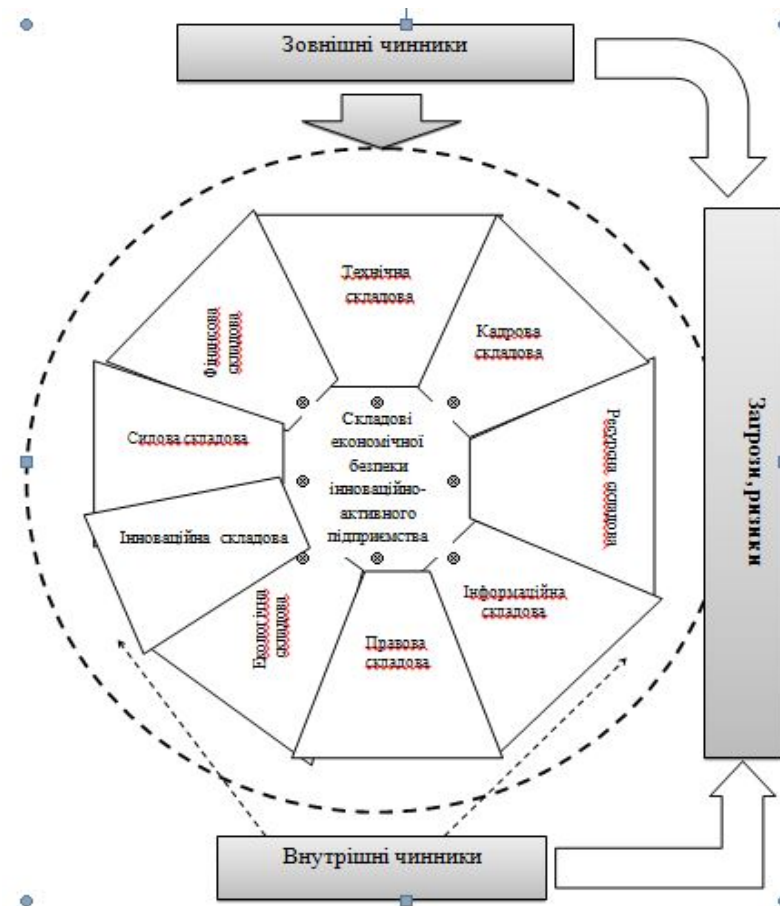 Зовнішні чинники
Технічна
складова
Кадрова
складова
Ресурсна складова
Інформаційна
складова
Правова
складова
Екологічна
складова
Інноваційна складова
Силова складова
Фінансова
складова
Складові
економічної
безпеки
інноваційно-
активного
підприємства
Загрози, ризики
Внутрішні чинники